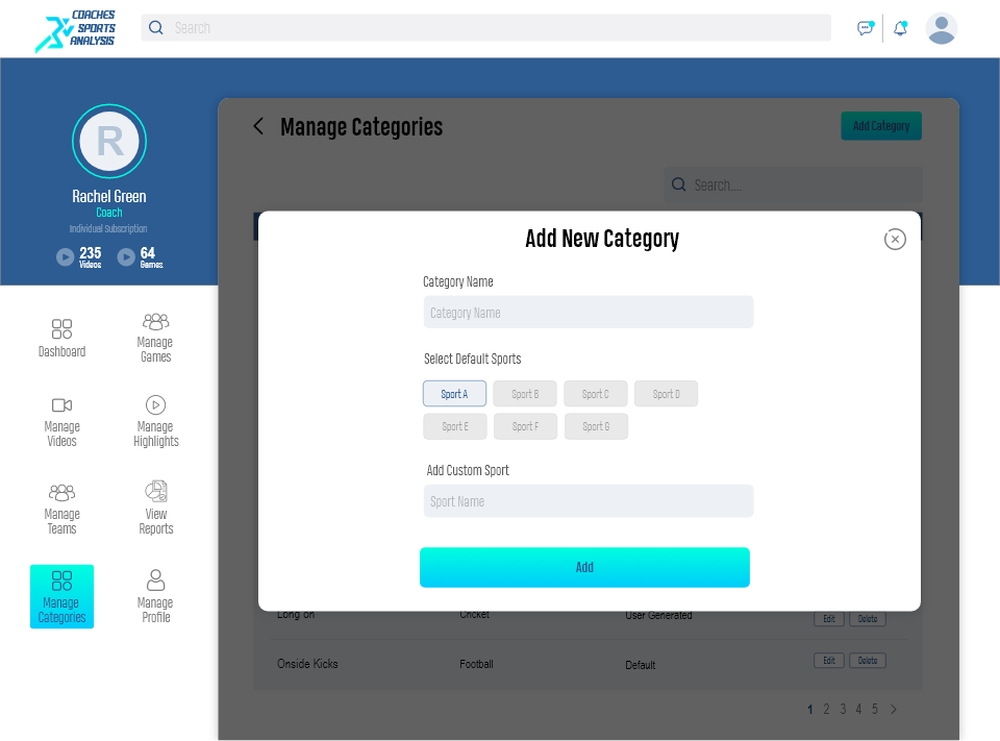 COACHES
SPORTS
ANALYSIS
Search
R
Rachel Green
Coach
Individual Subscription
235
Videos
64
Games
Dashboard
Manage
Games
Manage
Videos
Manage
Highlights
Manage
Teams
View
Reports
Manage
Categories
Manage
Profile
Manage Categories
Add Category
Search....
Add New Category
Category Name
Category Name
Select Default Sports
Sport A
Sport B
Sport C
Sport D
Sport E
Sport F
Sport G
Add Custom Sport
Sport Name
Add
Long on
Cricket
User Generated
Edit
Delete
Onside Kicks
Football
Default
Edit
Delete
1 2 3 4 5